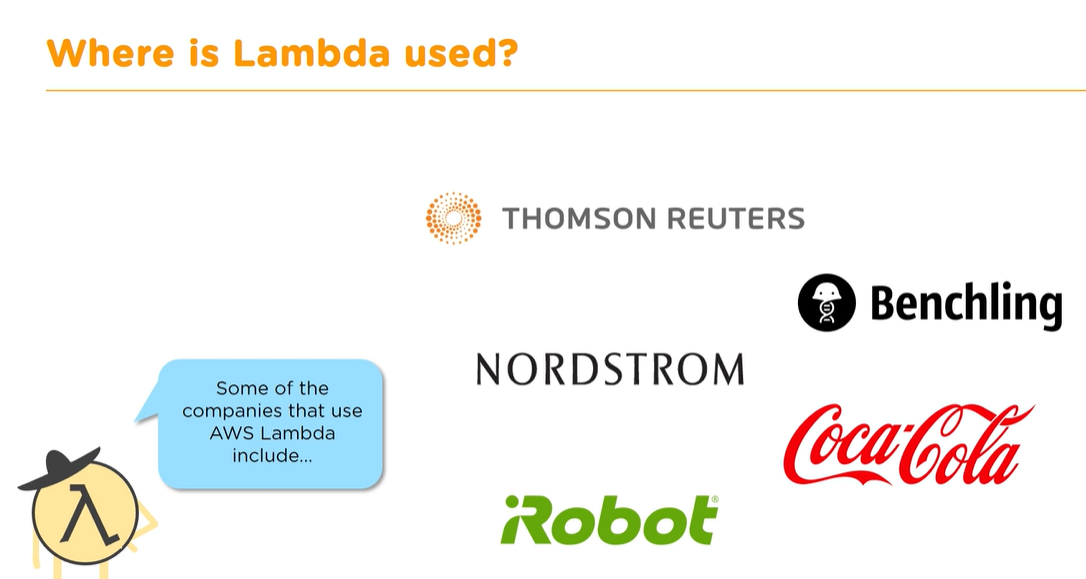 Where is Lambda used?
THOMSON REUTERS
Benchling
NORDSTROM
Some of the
companies that use
AWS Lambda
include...
Coca-Cola
λ
iRobot®